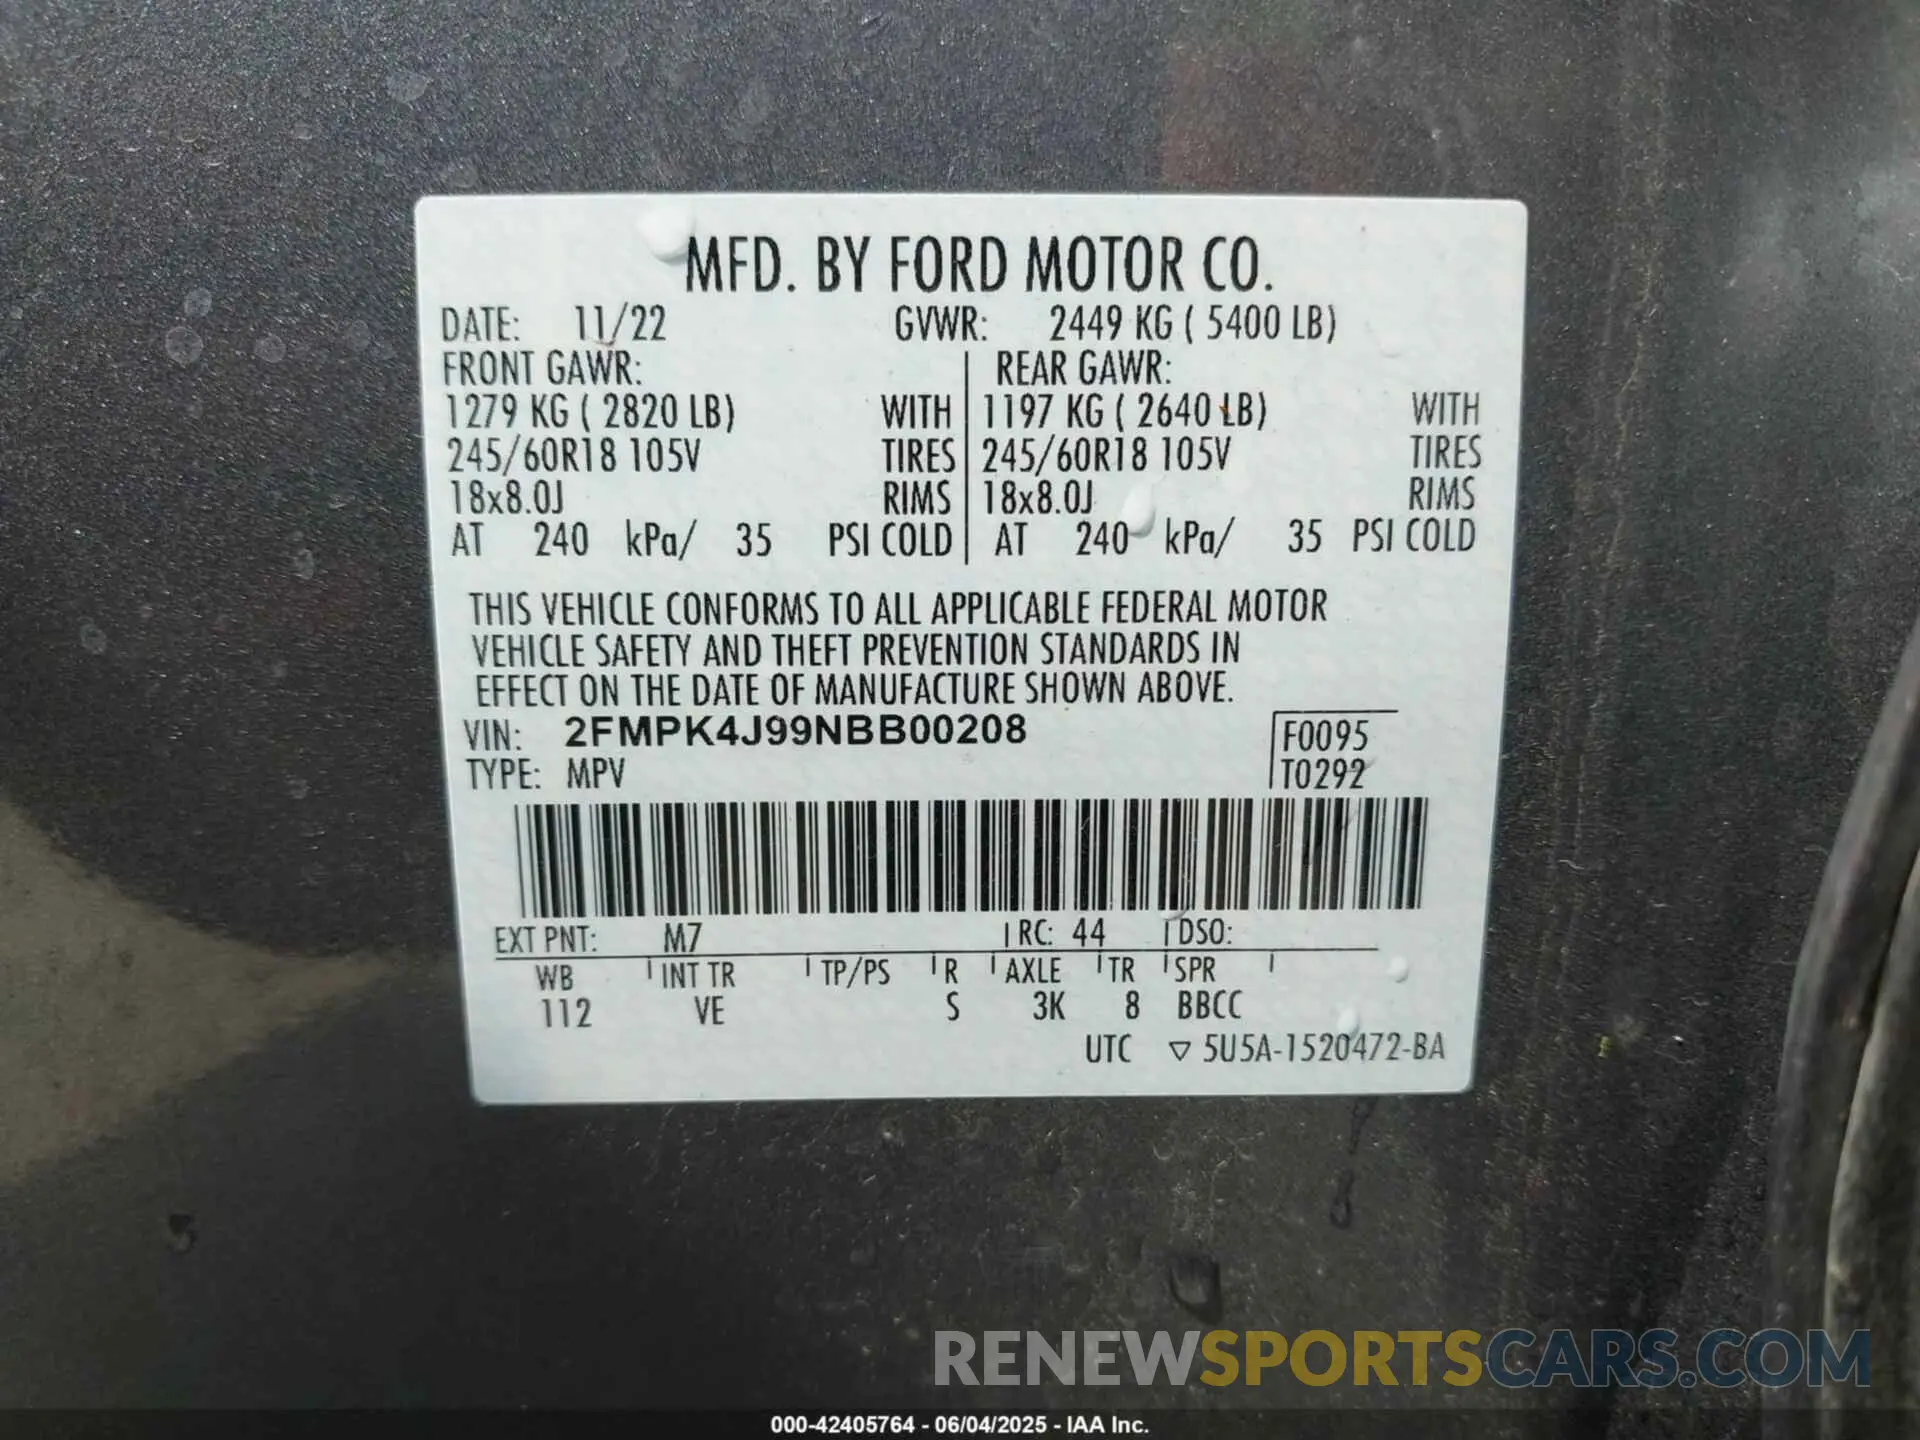 MFD. BY FORD MOTOR CO.
DATE: 11/22 GVWR: 2449 KG ( 5400 LB)
FRONT GAWR: REAR GAWR:
1279 KG ( 2820 LB) WITH 1197 KG ( 2640 LB) WITH
245/60R18 105V TIRES 245/60R18 105V TIRES
18x8.0J RIMS 18x8.0J RIMS
AT 240 kPa/ 35 PSI COLD AT 240 kPa/ 35 PSI COLD
THIS VEHICLE CONFORMS TO ALL APPLICABLE FEDERAL MOTOR
VEHICLE SAFETY AND THEFT PREVENTION STANDARDS IN
EFFECT ON THE DATE OF MANUFACTURE SHOWN ABOVE.
VIN: 2FMPK4J99NBB00208 F0095
TYPE: MPV T0292
EXT PNT: M7 RC: 44 DSO:
WB INT TR TP/PS R AXLE TR SPR
112 VE S 3K 8 BBCC
UTC ▽ 5U5A-1520472-BA
RENEWSPORTSCARS.COM
000-42405764 - 06/04/2025 - IAA Inc.